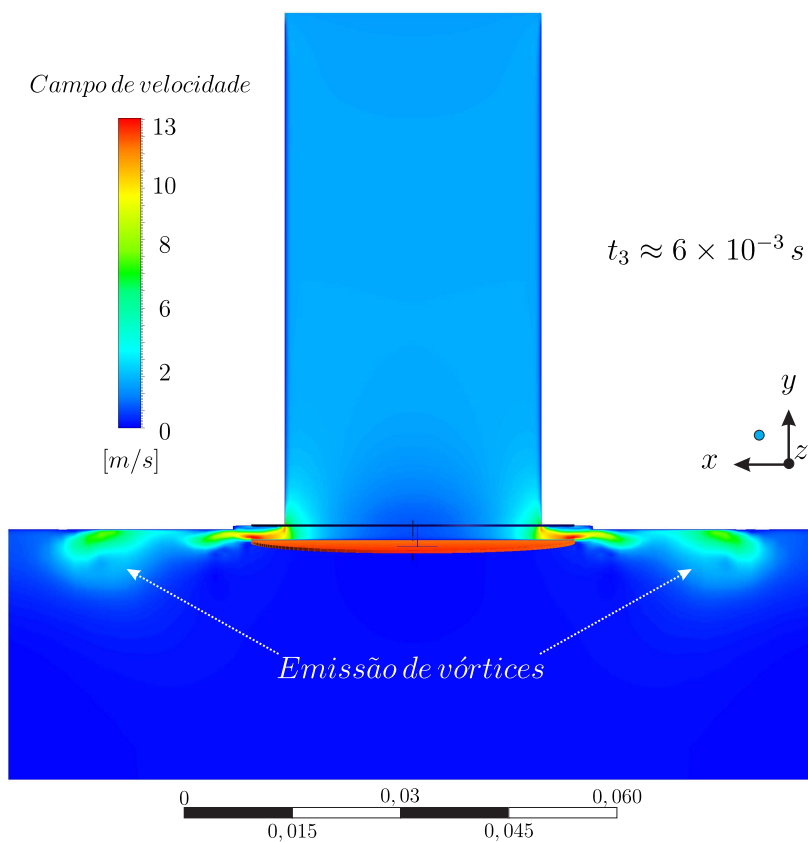 Campo de velocidade
13
10
8
6
2
0
[m/s]
t₃ ≈ 6 × 10⁻³ s
y
x
z
Emissão de vórtices
0 0,03 0,060
0,015 0,045